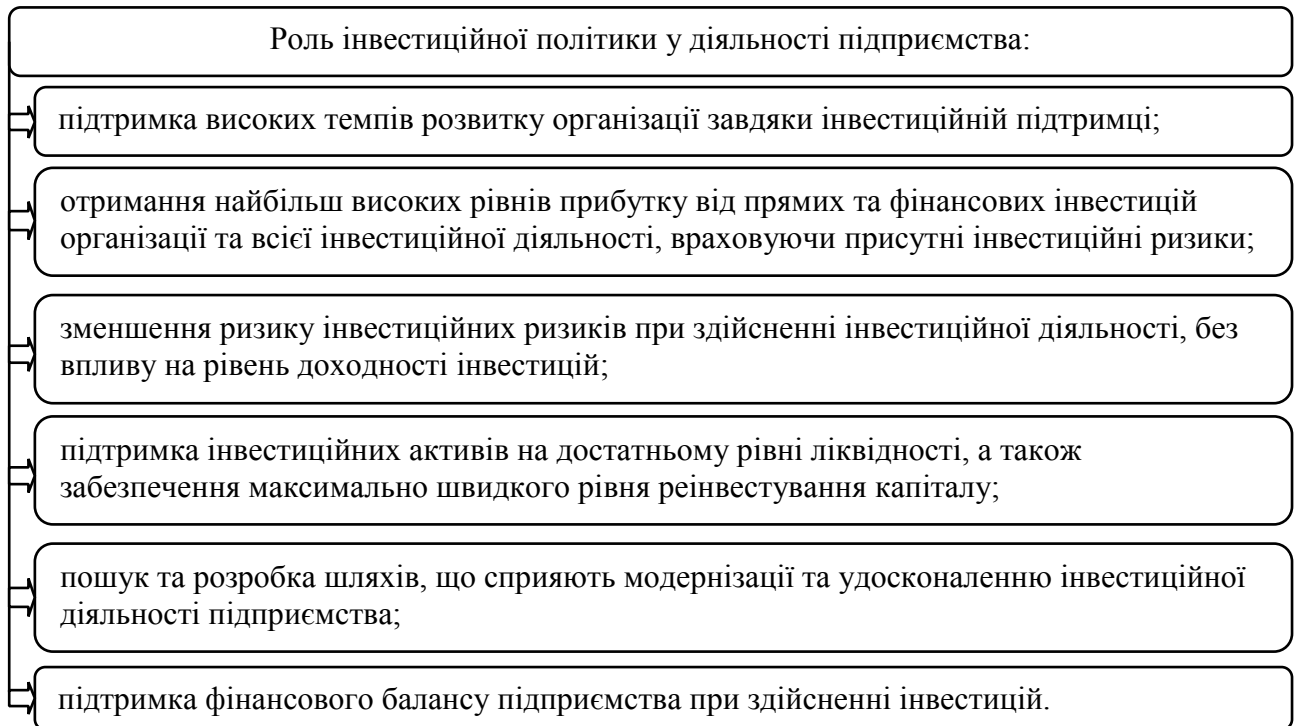 Роль інвестиційної політики у діяльності підприємства:
підтримка високих темпів розвитку організації завдяки інвестиційній підтримці;
отримання найбільш високих рівнів прибутку від прямих та фінансових інвестицій
організації та всієї інвестиційної діяльності, враховуючи присутні інвестиційні ризики;
зменшення ризику інвестиційних ризиків при здійсненні інвестиційної діяльності, без
впливу на рівень доходності інвестицій;
підтримка інвестиційних активів на достатньому рівні ліквідності, а також
забезпечення максимально швидкого рівня реінвестування капіталу;
пошук та розробка шляхів, що сприяють модернізації та удосконаленню інвестиційної
діяльності підприємства;
підтримка фінансового балансу підприємства при здійсненні інвестицій.